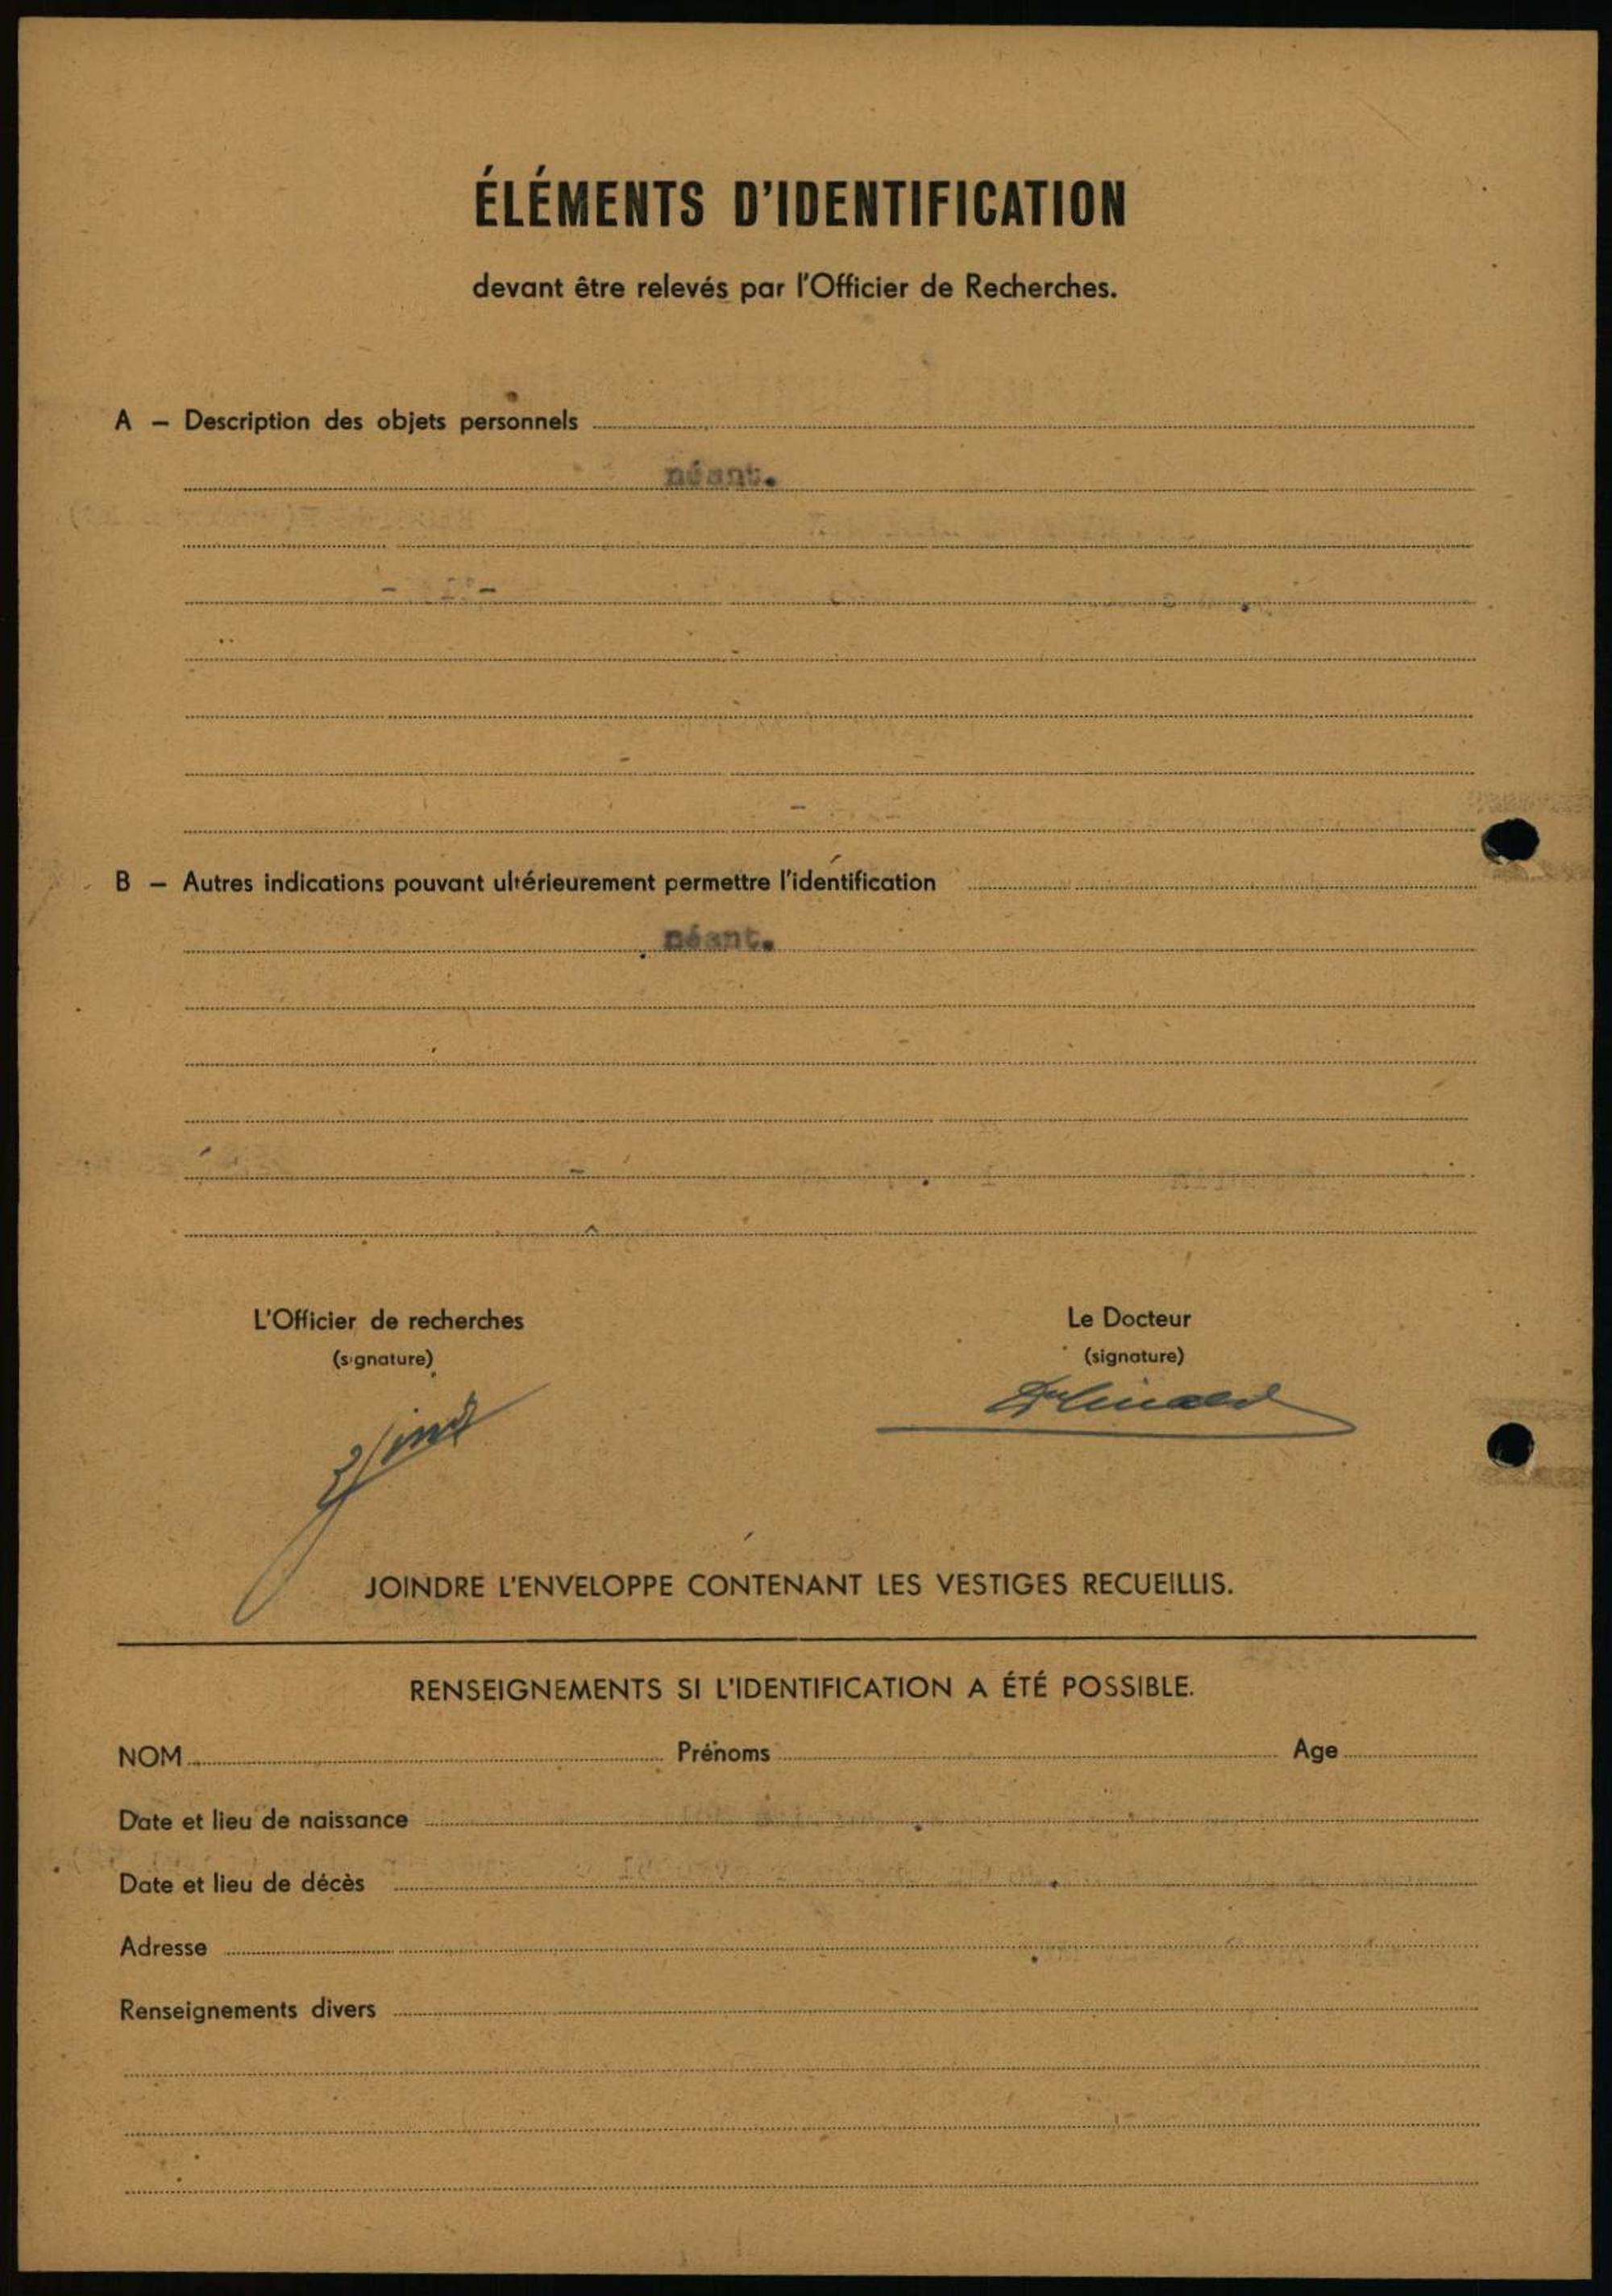 ÉLÉMENTS D'IDENTIFICATION
devant être relevés par l'Officier de Recherches.
A – Description des objets personnels
néant.
B – Autres indications pouvant ultérieurement permettre l'identification
néant.
L'Officier de recherches
Le Docteur
(signature)
(signature)
JOINDRE L'ENVELOPPE CONTENANT LES VESTIGES RECUEILLIS.
RENSEIGNEMENTS SI L'IDENTIFICATION A ÉTÉ POSSIBLE.
NOM Prénoms Age
Date et lieu de naissance
Date et lieu de décès
Adresse
Renseignements divers